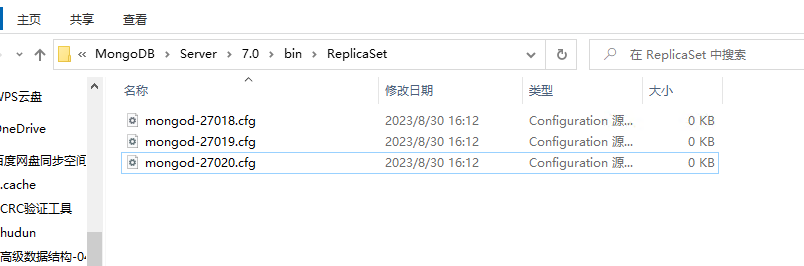 主页 共享 查看
« MongoDB > Server > 7.0 > bin > ReplicaSet
在 ReplicaSet 中搜索
名称 修改日期 类型 大小
WPS云盘
OneDrive
百度网盘同步空间
.cache
CRC验证工具
hudun
高级数据结构-04
mongod-27018.cfg 2023/8/30 16:12 Configuration 源... 0 KB
mongod-27019.cfg 2023/8/30 16:12 Configuration 源... 0 KB
mongod-27020.cfg 2023/8/30 16:12 Configuration 源... 0 KB